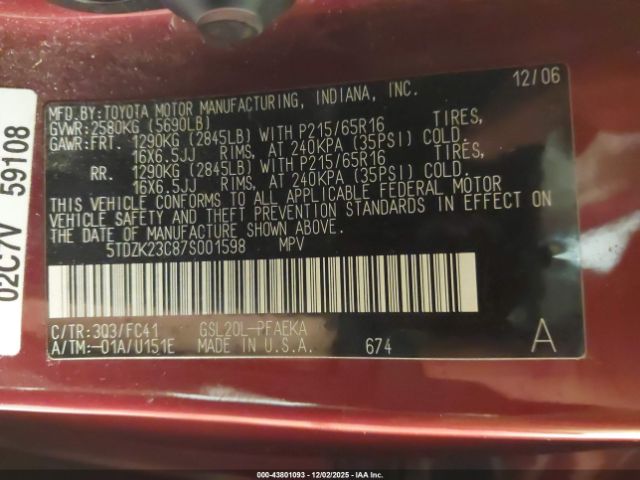 12/06
MFD.BY:TOYOTA MOTOR MANUFACTURING, INDIANA, INC.
GVWR:2580KG (5690LB)
GAWR:FRT. 1290KG (2845LB) WITH P215/65R16 TIRES,
16X6.5JJ RIMS, AT 240KPA (35PSI) COLD.
RR. 1290KG (2845LB) WITH P215/65R16 TIRES,
16X6.5JJ RIMS, AT 240KPA (35PSI) COLD.
THIS VEHICLE CONFORMS TO ALL APPLICABLE FEDERAL MOTOR
VEHICLE SAFETY AND THEFT PREVENTION STANDARDS IN EFFECT ON
THE DATE OF MANUFACTURE SHOWN ABOVE.
5TDZK23C87S001598 MPV
C/TR:3Q3/FC41 GSL20L-PFAEKA
A/TM:-01A/U151E MADE IN U.S.A. 674 A
02C7V 59108
000-43801093 - 12/02/2025 - IAA Inc.